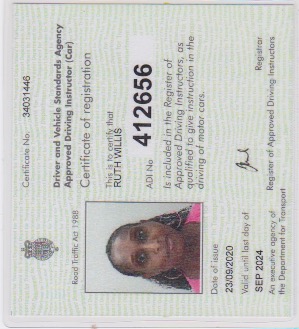 Certificate No. 34031446
Driver and Vehicle Standards Agency
Approved Driving Instructor (Car)
Certificate of registration
This is to certify that
RUTH WILLIS
ADI No 412656
Is included in the Register of
Approved Driving Instructors, as
qualified to give instruction in the
driving of motor cars.
Registrar
Register of Approved Driving Instructors
Road Traffic Act 1988
Date of issue
23/09/2020
Valid until last day of
SEP 2024
An executive agency of
the Department for Transport